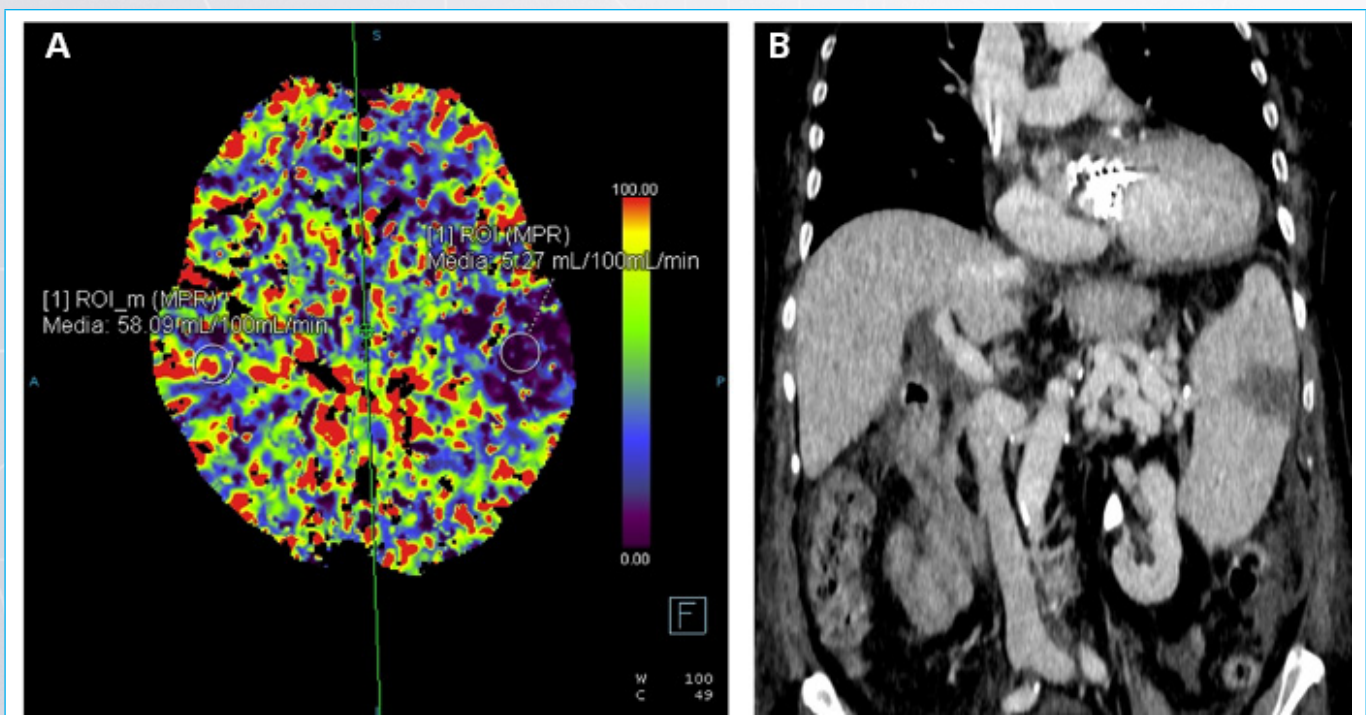 A
S
100.00
[1] ROI (MPR)
Media: 5.27 mL/100mL/min
[1] ROI_m (MPR)
Media: 58.09 mL/100mL/min
A
P
0.00
F
W 100
C 49
B